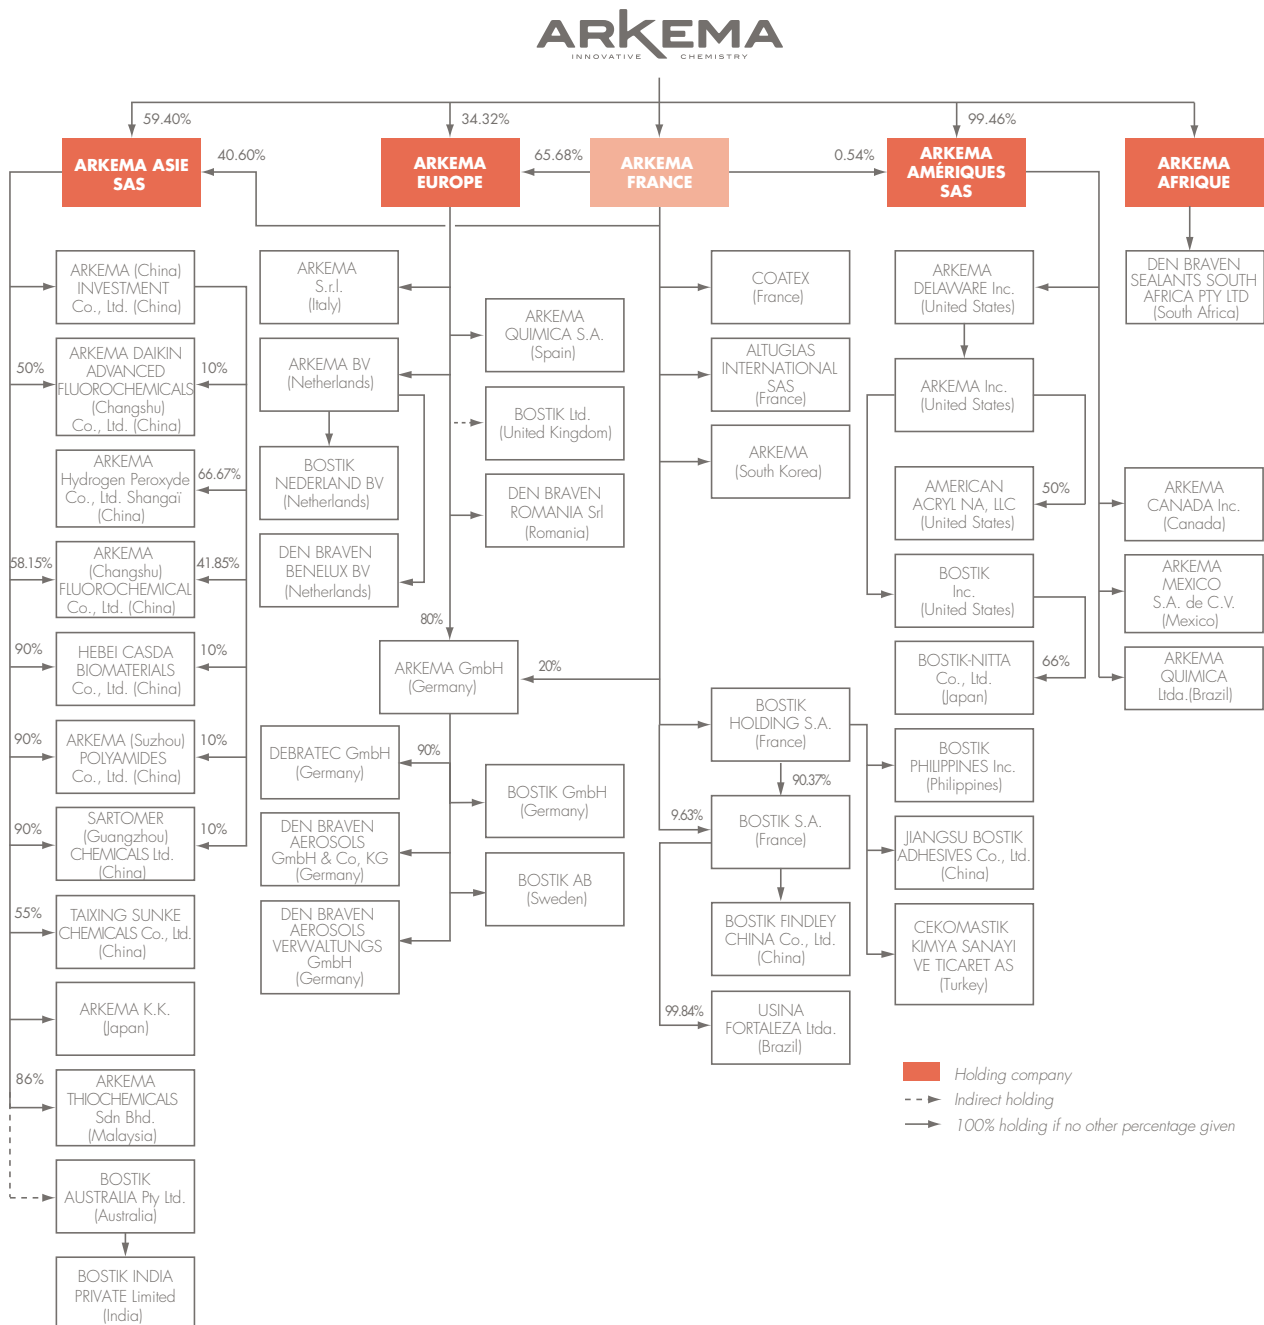 ARKEMA
INNOVATIVE CHEMISTRY
59.40%
34.32%
99.46%
ARKEMA ASIE
SAS
40.60%
ARKEMA
EUROPE
65.68%
ARKEMA
FRANCE
0.54%
ARKEMA
AMÉRIQUES
SAS
ARKEMA
AFRIQUE
ARKEMA (China)
INVESTMENT
Co., Ltd. (China)
50%
ARKEMA DAIKIN
ADVANCED
FLUOROCHEMICALS
(Changshu)
Co., Ltd. (China)
10%
ARKEMA
Hydrogen Peroxyde
Co., Ltd. Shangaï
(China)
66.67%
58.15%
ARKEMA
(Changshu)
FLUOROCHEMICAL
Co., Ltd. (China)
41.85%
90%
HEBEI CASDA
BIOMATERIALS
Co., Ltd. (China)
10%
90%
ARKEMA (Suzhou)
POLYAMIDES
Co., Ltd. (China)
10%
90%
SARTOMER
(Guangzhou)
CHEMICALS Ltd.
(China)
10%
55%
TAIXING SUNKE
CHEMICALS Co., Ltd.
(China)
ARKEMA K.K.
(Japan)
86%
ARKEMA
THIOCHEMICALS
Sdn Bhd.
(Malaysia)
BOSTIK
AUSTRALIA Pty Ltd.
(Australia)
BOSTIK INDIA
PRIVATE Limited
(India)
ARKEMA
S.r.l.
(Italy)
ARKEMA
QUIMICA S.A.
(Spain)
ARKEMA BV
(Netherlands)
BOSTIK Ltd.
(United Kingdom)
BOSTIK
NEDERLAND BV
(Netherlands)
DEN BRAVEN
ROMANIA Srl
(Romania)
DEN BRAVEN
BENELUX BV
(Netherlands)
80%
ARKEMA GmbH
(Germany)
20%
DEBRATEC GmbH
(Germany)
90%
BOSTIK GmbH
(Germany)
DEN BRAVEN
AEROSOLS
GmbH & Co, KG
(Germany)
BOSTIK AB
(Sweden)
DEN BRAVEN
AEROSOLS
VERWALTUNGS
GmbH
(Germany)
COATEX
(France)
ALTUGLAS
INTERNATIONAL
SAS
(France)
ARKEMA
(South Korea)
BOSTIK
HOLDING S.A.
(France)
90.37%
9.63%
BOSTIK S.A.
(France)
BOSTIK FINDLEY
CHINA Co., Ltd.
(China)
99.84%
USINA
FORTALEZA Ltda.
(Brazil)
ARKEMA
DELAWARE Inc.
(United States)
ARKEMA Inc.
(United States)
AMERICAN
ACRYL NA, LLC
(United States)
50%
BOSTIK
Inc.
(United States)
BOSTIK-NITTA
Co., Ltd.
(Japan)
66%
BOSTIK
PHILIPPINES Inc.
(Philippines)
JIANGSU BOSTIK
ADHESIVES Co., Ltd.
(China)
CEKOMASTIK
KIMYA SANAYI
VE TICARET AS
(Turkey)
DEN BRAVEN
SEALANTS SOUTH
AFRICA PTY LTD
(South Africa)
ARKEMA
CANADA Inc.
(Canada)
ARKEMA
MEXICO
S.A. de C.V.
(Mexico)
ARKEMA
QUIMICA
Ltda.(Brazil)
Holding company
Indirect holding
100% holding if no other percentage given